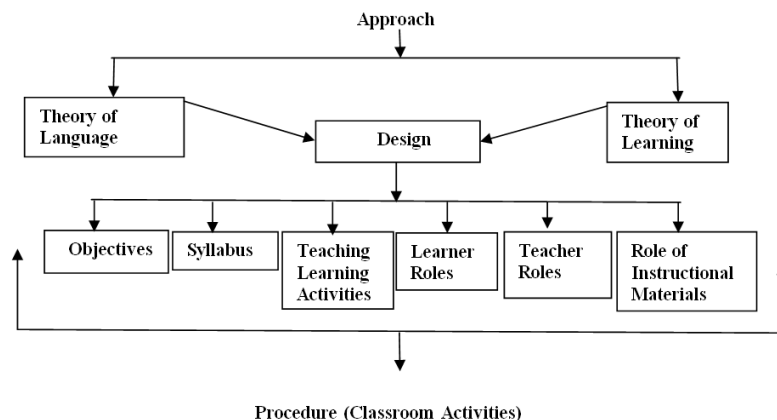 Approach
Theory of
Language
Design
Theory of
Learning
Objectives
Syllabus
Teaching
Learning
Activities
Learner
Roles
Teacher
Roles
Role of
Instructional
Materials
Procedure (Classroom Activities)